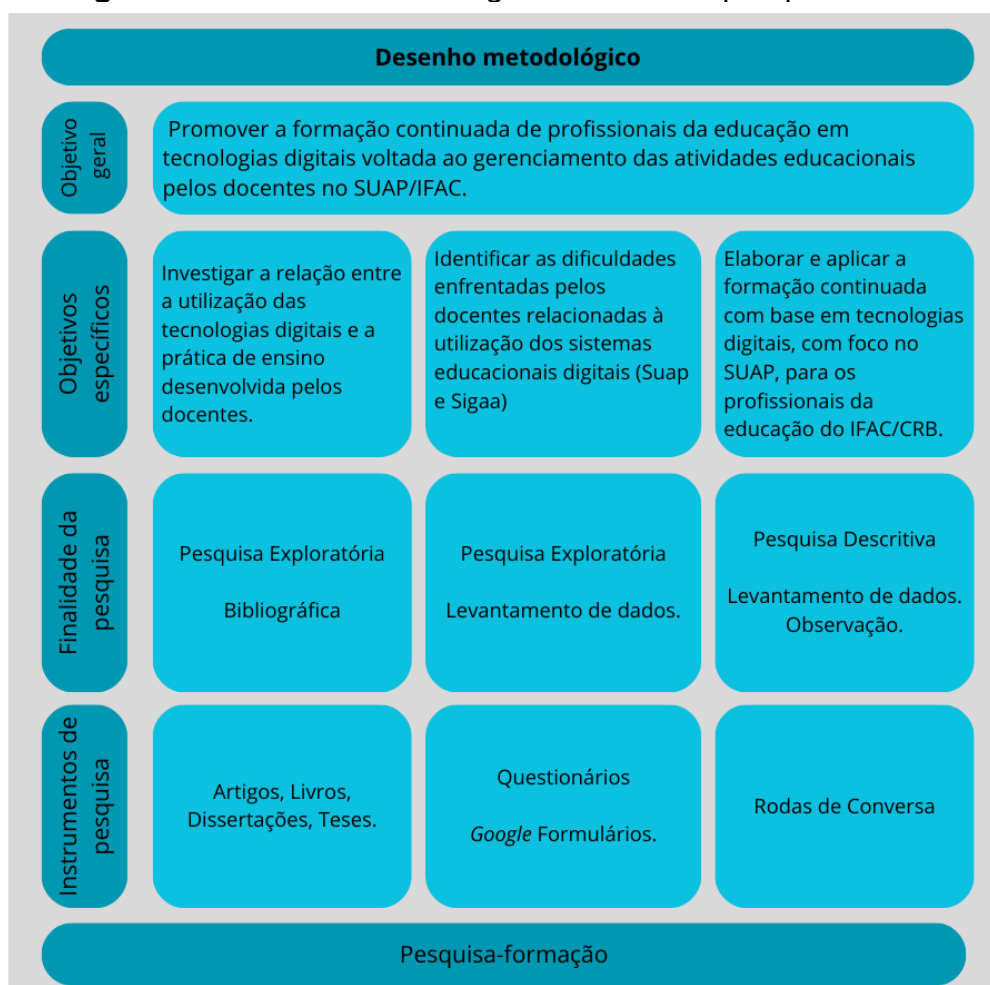 Desenho metodológico
Objetivo
geral
Promover a formação continuada de profissionais da educação em
tecnologias digitais voltada ao gerenciamento das atividades educacionais
pelos docentes no SUAP/IFAC.
Objetivos
específicos
Investigar a relação entre
a utilização das
tecnologias digitais e a
prática de ensino
desenvolvida pelos
docentes.
Identificar as dificuldades
enfrentadas pelos
docentes relacionadas à
utilização dos sistemas
educacionais digitais (Suap
e Sigaa)
Elaborar e aplicar a
formação continuada
com base em tecnologias
digitais, com foco no
SUAP, para os
profissionais da
educação do IFAC/CRB.
Finalidade da
pesquisa
Pesquisa Exploratória
Bibliográfica
Pesquisa Exploratória
Levantamento de dados.
Pesquisa Descritiva
Levantamento de dados.
Observação.
Instrumentos de
pesquisa
Artigos, Livros,
Dissertações, Teses.
Questionários
Google Formulários.
Rodas de Conversa
Pesquisa-formação